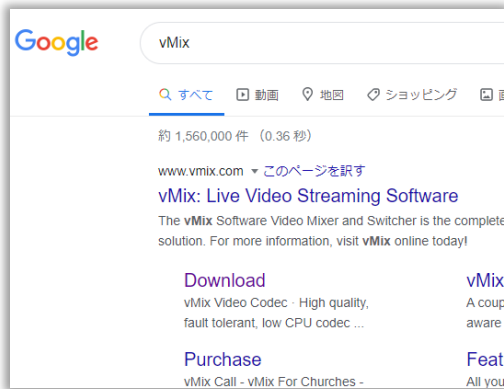 Google
vMix
すべて 動画 地図 ショッピング
約 1,560,000 件 （0.36 秒）
www.vmix.com ▼ このページを訳す
vMix: Live Video Streaming Software
The vMix Software Video Mixer and Switcher is the complete
solution. For more information, visit vMix online today!
Download
vMix Video Codec · High quality,
fault tolerant, low CPU codec ...
vMix
A coup
aware
Purchase
vMix Call - vMix For Churches -
Feat
All you